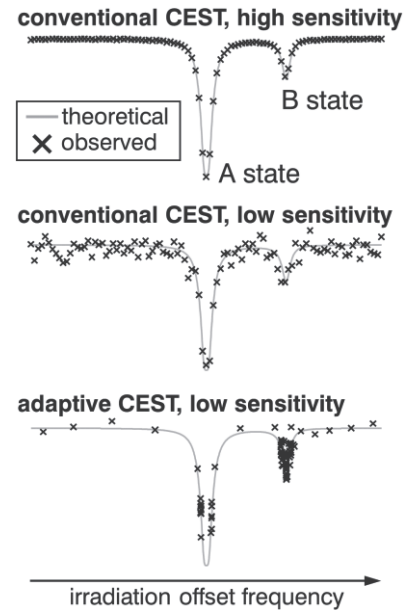 conventional CEST, high sensitivity
B state
theoretical
observed
A state
conventional CEST, low sensitivity
adaptive CEST, low sensitivity
irradiation offset frequency